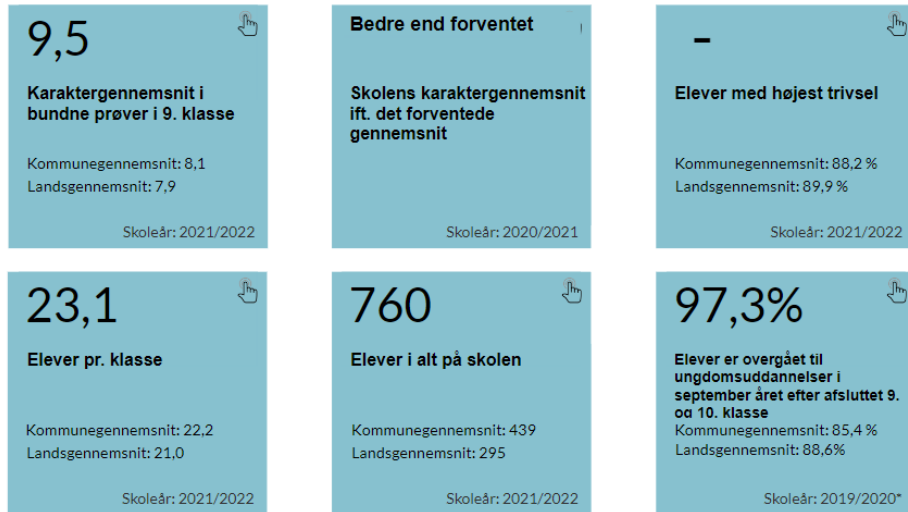 9,5
Karaktergennemsnit i
bundne prøver i 9. klasse
Kommunegennemsnit: 8,1
Landsgennemsnit: 7,9
Skoleår: 2021/2022
Bedre end forventet
Skolens karaktergennemsnit
ift. det forventede
gennemsnit
Skoleår: 2020/2021
-
Elever med højest trivsel
Kommunegennemsnit: 88,2 %
Landsgennemsnit: 89,9 %
Skoleår: 2021/2022
23,1
Elever pr. klasse
Kommunegennemsnit: 22,2
Landsgennemsnit: 21,0
Skoleår: 2021/2022
760
Elever i alt på skolen
Kommunegennemsnit: 439
Landsgennemsnit: 295
Skoleår: 2021/2022
97,3%
Elever er overgået til
ungdomsuddannelser i
september året efter afsluttet 9.
og 10. klasse
Kommunegennemsnit: 85,4 %
Landsgennemsnit: 88,6%
Skoleår: 2019/2020*